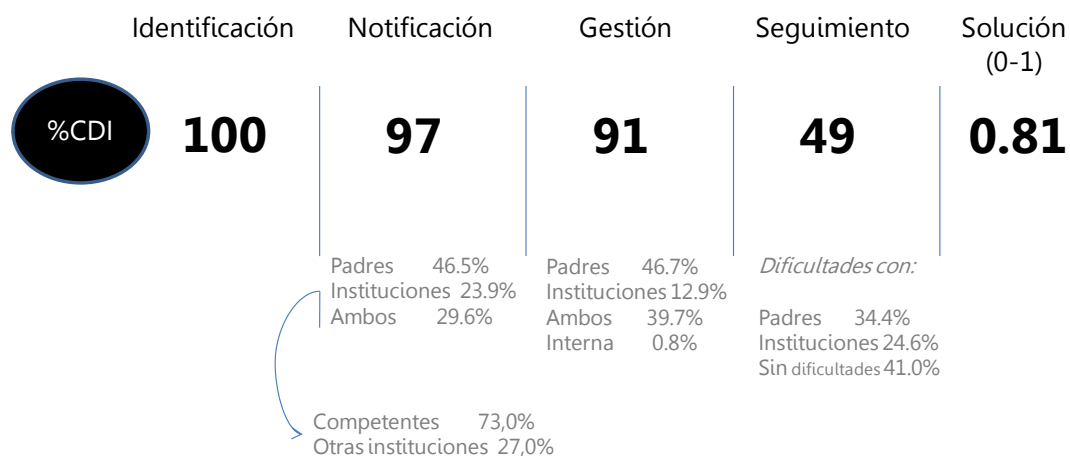 Identificación Notificación Gestión Seguimiento Solución
(0-1)
%CDI 100 97 91 49 0.81
Padres 46.5%
Instituciones 23.9%
Ambos 29.6%
Padres 46.7%
Instituciones 12.9%
Ambos 39.7%
Interna 0.8%
Dificultades con:
Padres 34.4%
Instituciones 24.6%
Sin dificultades 41.0%
Competentes 73,0%
Otras instituciones 27,0%